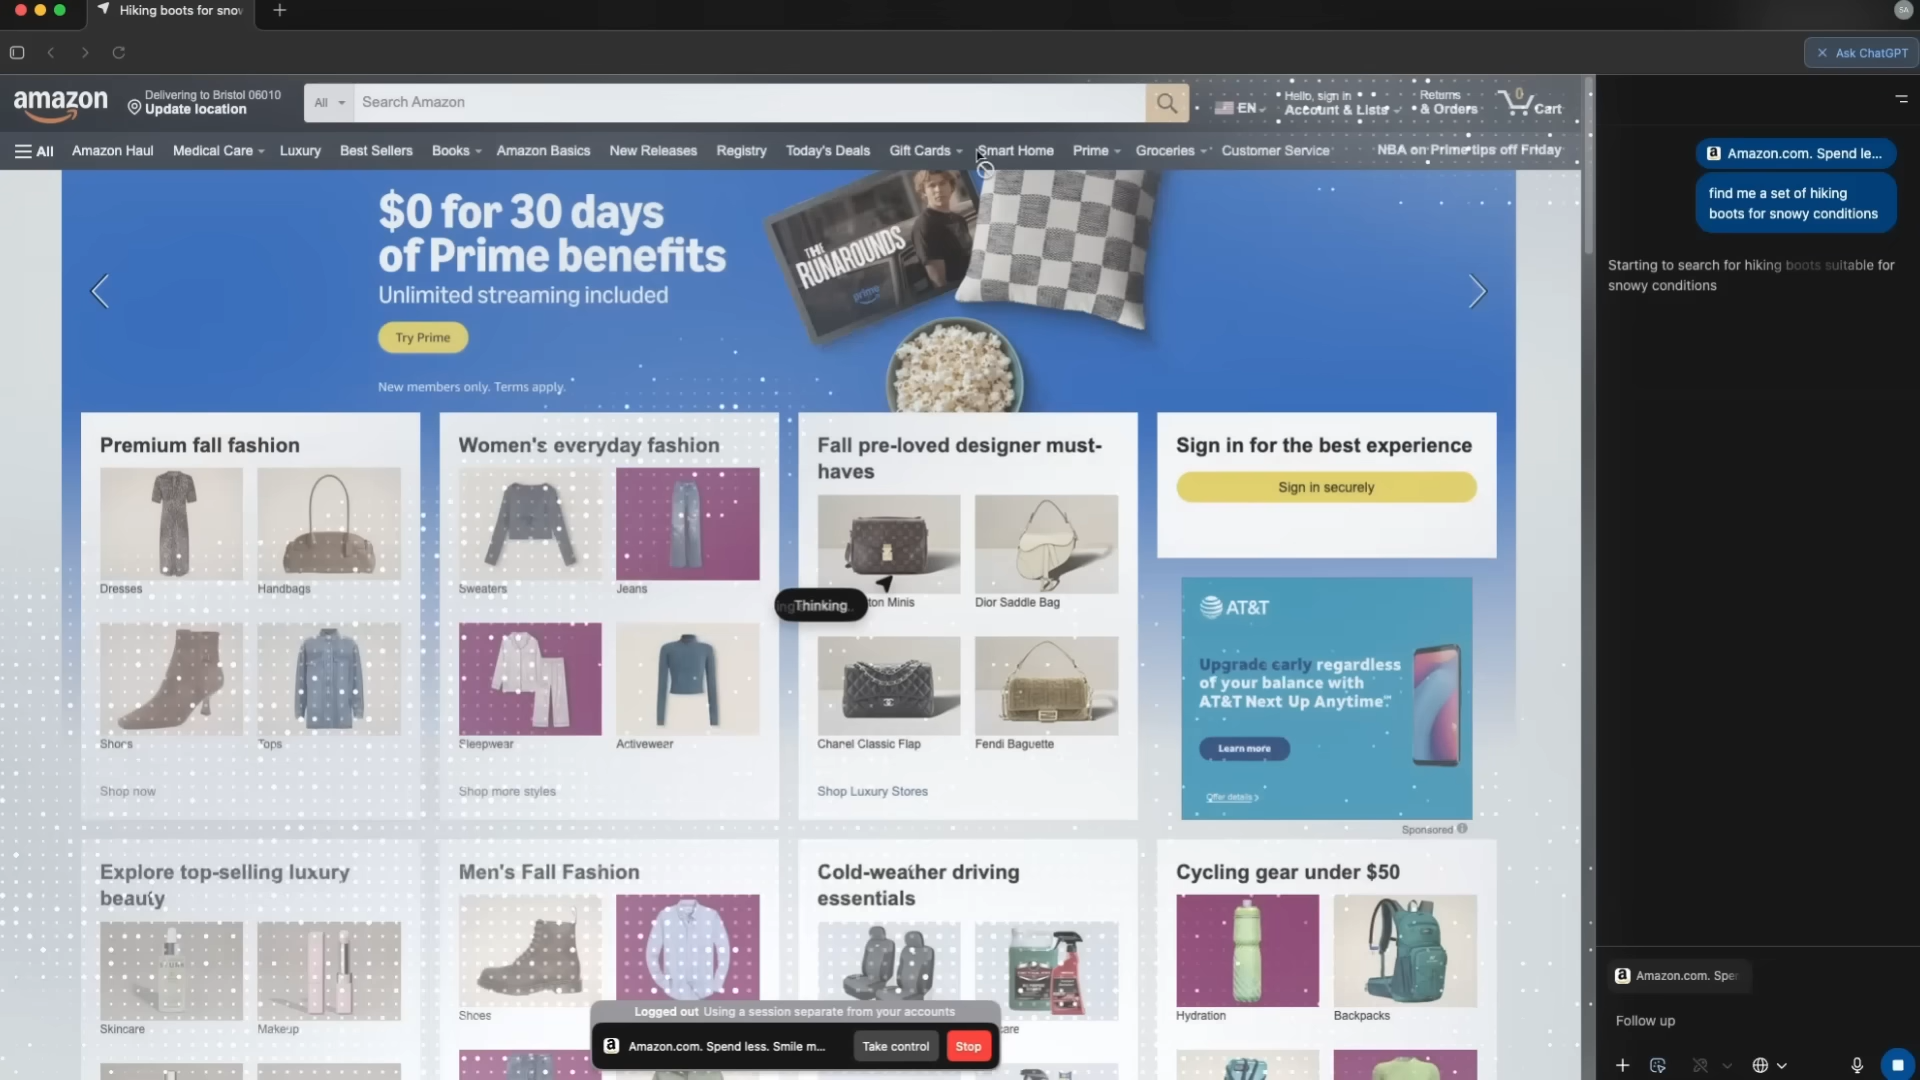 Hiking boots for snov
SA
Ask ChatGPT
amazon
Delivering to Bristol 06010
Update location
All
Search Amazon
EN
Hello, sign in
Account & Lists
Returns
& Orders
0
Cart
All
Amazon Haul
Medical Care
Luxury
Best Sellers
Books
Amazon Basics
New Releases
Registry
Today's Deals
Gift Cards
Smart Home
Prime
Groceries
Customer Service
NBA on Prime tips off Friday
$0 for 30 days
of Prime benefits
Unlimited streaming included
Try Prime
New members only. Terms apply.
THE
RUNAROUNDS
prime
Premium fall fashion
Dresses
Handbags
Shoes
Tops
Shop now
Women's everyday fashion
Sweaters
Jeans
Sleepwear
Activewear
Shop more styles
Fall pre-loved designer must-
haves
ton Minis
Dior Saddle Bag
Chanel Classic Flap
Fendi Baguette
Shop Luxury Stores
Thinking
Sign in for the best experience
Sign in securely
AT&T
Upgrade early regardless
of your balance with
AT&T Next Up Anytime℠
Learn more
Offer details
Sponsored
Explore top-selling luxury
beauty
Skincare
Makeup
Men's Fall Fashion
Shoes
Cold-weather driving
essentials
care
Cycling gear under $50
Hydration
Backpacks
Logged out Using a session separate from your accounts
Amazon.com. Spend less. Smile m...
Take control
Stop
Amazon.com. Spend le...
find me a set of hiking
boots for snowy conditions
Starting to search for hiking boots suitable for
snowy conditions
Amazon.com. Spe
Follow up